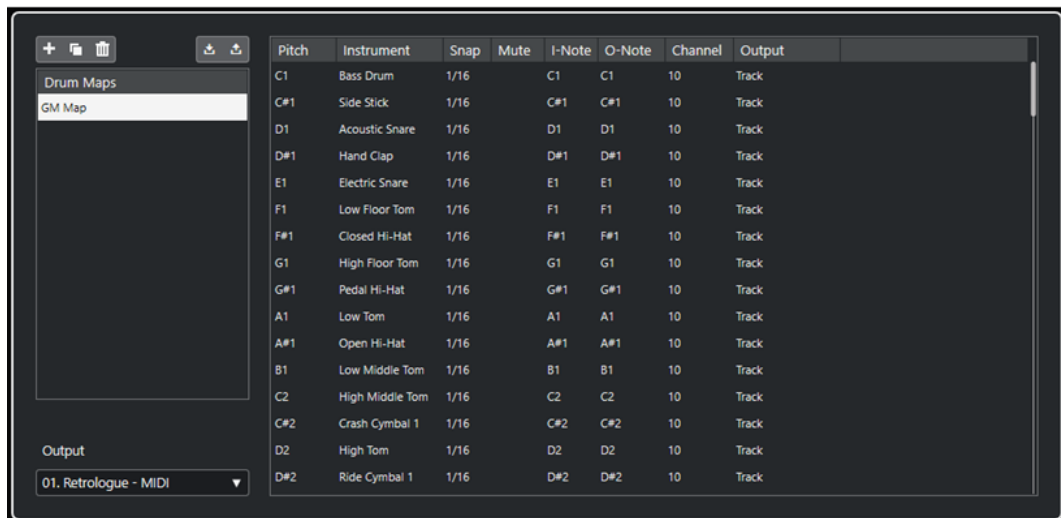 Drum Maps
GM Map
Output
01. Retrologue - MIDI
Pitch Instrument Snap Mute I-Note O-Note Channel Output
C1 Bass Drum 1/16 C1 C1 10 Track
C#1 Side Stick 1/16 C#1 C#1 10 Track
D1 Acoustic Snare 1/16 D1 D1 10 Track
D#1 Hand Clap 1/16 D#1 D#1 10 Track
E1 Electric Snare 1/16 E1 E1 10 Track
F1 Low Floor Tom 1/16 F1 F1 10 Track
F#1 Closed Hi-Hat 1/16 F#1 F#1 10 Track
G1 High Floor Tom 1/16 G1 G1 10 Track
G#1 Pedal Hi-Hat 1/16 G#1 G#1 10 Track
A1 Low Tom 1/16 A1 A1 10 Track
A#1 Open Hi-Hat 1/16 A#1 A#1 10 Track
B1 Low Middle Tom 1/16 B1 B1 10 Track
C2 High Middle Tom 1/16 C2 C2 10 Track
C#2 Crash Cymbal 1 1/16 C#2 C#2 10 Track
D2 High Tom 1/16 D2 D2 10 Track
D#2 Ride Cymbal 1 1/16 D#2 D#2 10 Track